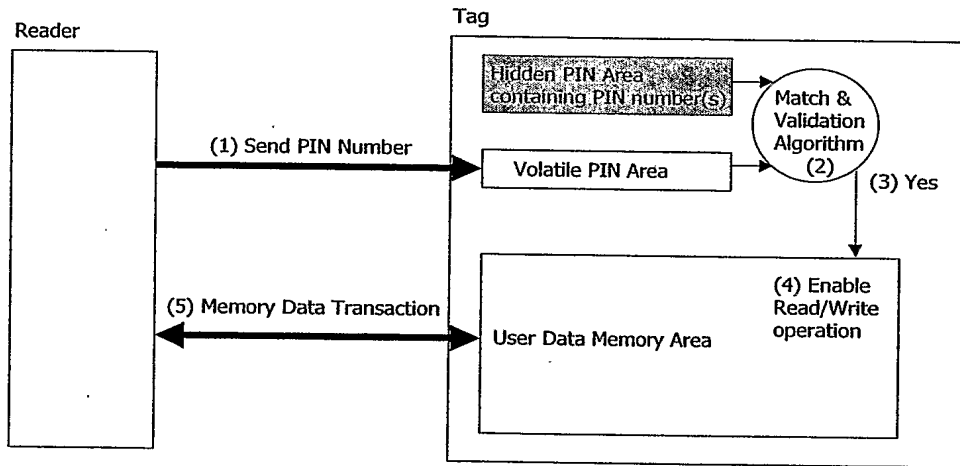 Reader
Tag
Hidden PIN Area
containing PIN number(s)
Match &
Validation
Algorithm
(2)
(1) Send PIN Number
Volatile PIN Area
(3) Yes
(4) Enable
Read/Write
operation
(5) Memory Data Transaction
User Data Memory Area